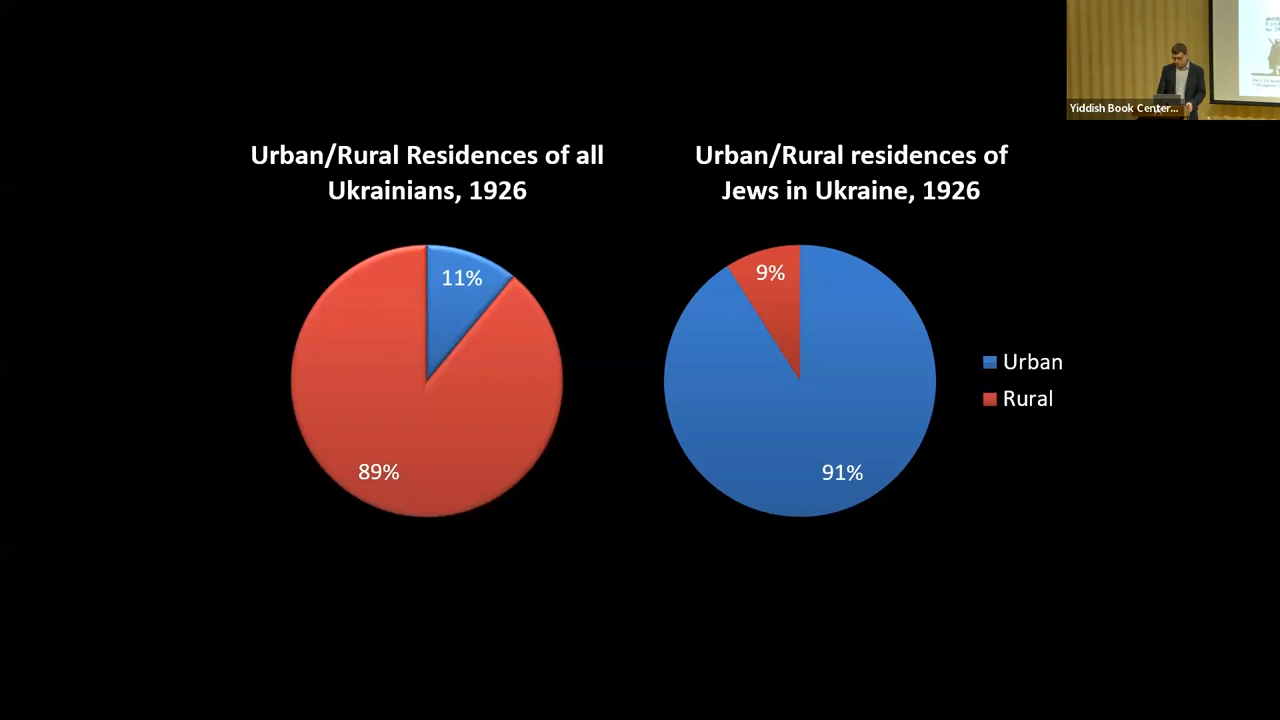 Yiddish Book Center...
Urban/Rural Residences of all
Ukrainians, 1926
Urban/Rural residences of
Jews in Ukraine, 1926
11%
89%
9%
91%
Urban
Rural